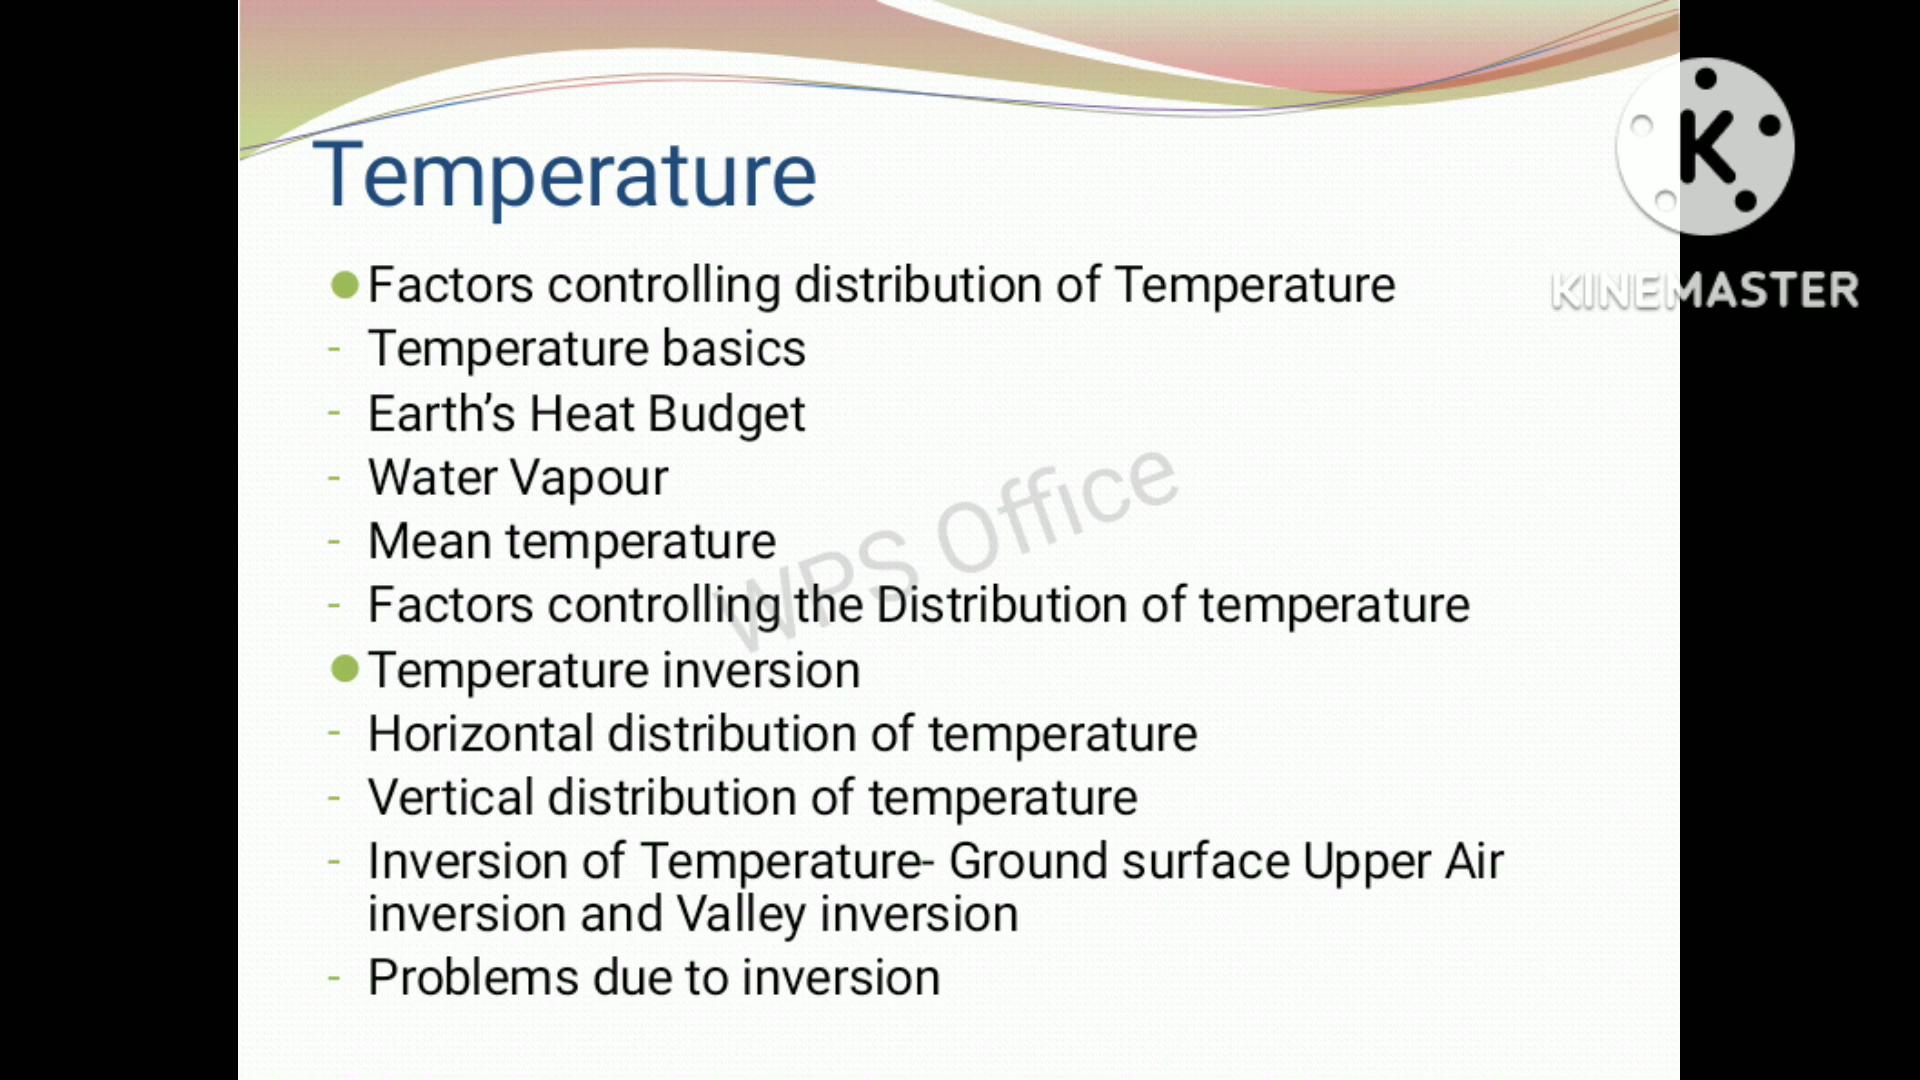 Temperature
K
KINEMASTER
Factors controlling distribution of Temperature
- Temperature basics
- Earth’s Heat Budget
- Water Vapour
- Mean temperature
- Factors controlling the Distribution of temperature
WPS Office
Temperature inversion
- Horizontal distribution of temperature
- Vertical distribution of temperature
- Inversion of Temperature- Ground surface Upper Air
inversion and Valley inversion
- Problems due to inversion